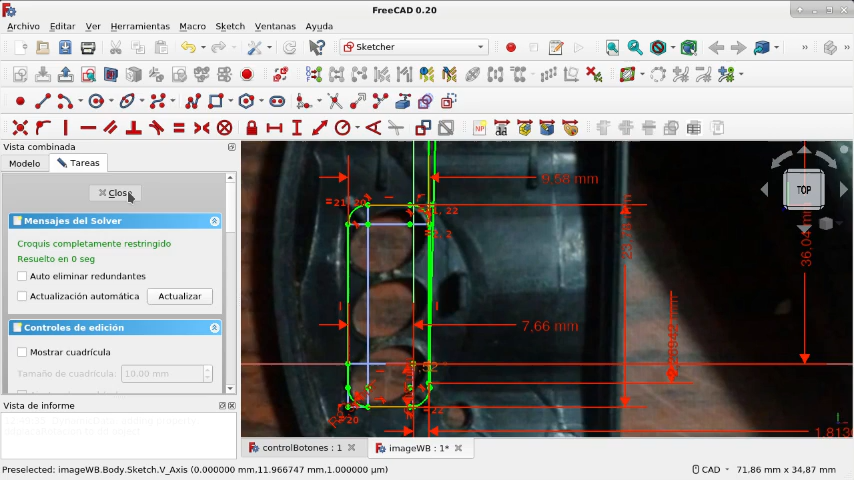 FreeCAD 0.20
Archivo Editar Ver Herramientas Macro Sketch Ventanas Ayuda
Sketcher
Vista combinada
Modelo Tareas
Close
Mensajes del Solver
Croquis completamente restringido
Resuelto en 0 seg
Auto eliminar redundantes
Actualización automática Actualizar
Controles de edición
Mostrar cuadrícula
Tamaño de cuadrícula: 10.00 mm
Vista de informe
9,58 mm
7,66 mm
36,04 mm
TOP
1,813
controlBotones : 1
imageWB : 1*
Preselected: imageWB.Body.Sketch.V_Axis (0.000000 mm,11.966747 mm,1.000000 μm)
CAD
71,86 mm x 34,87 mm